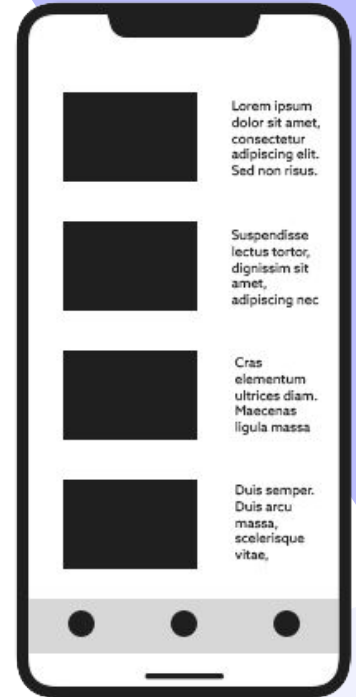 Lorem ipsum
dolor sit amet,
consectetur
adipiscing elit.
Sed non risus.
Suspendisse
lectus tortor,
dignissim sit
amet,
adipiscing nec
Cras
elementum
ultrices diam.
Maecenas
ligula massa
Duis semper.
Duis arcu
massa,
scelerisque
vitae,